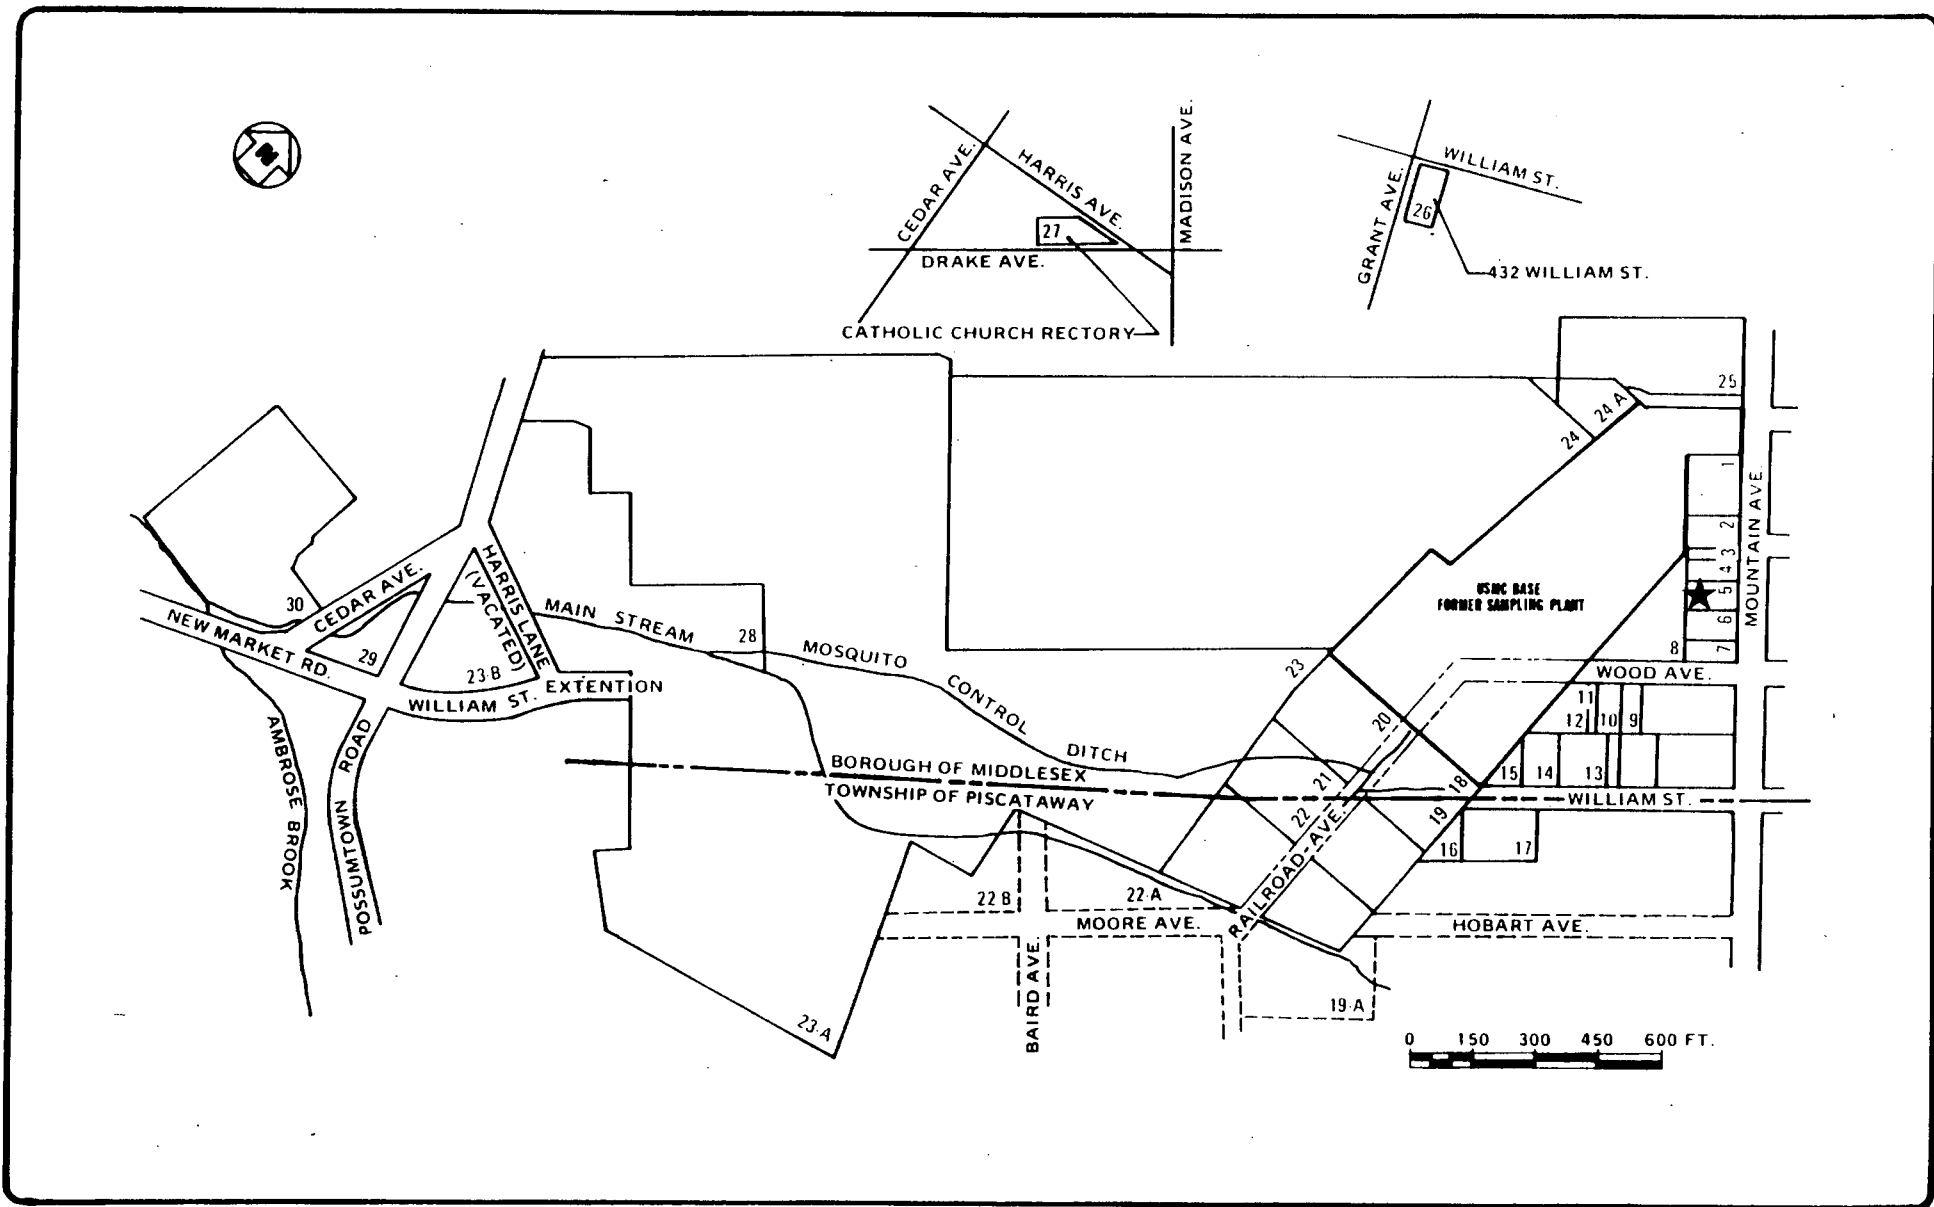 N
CEDAR AVE.
HARRIS AVE.
MADISON AVE.
27
DRAKE AVE.
CATHOLIC CHURCH RECTORY
WILLIAM ST.
GRANT AVE.
26
432 WILLIAM ST.
25
24 A
24
1
2
3
4
5
6
7
8
MOUNTAIN AVE.
USMC BASE
FORMER SAMPLING PLANT
WOOD AVE.
11
12
10
9
15
14
13
WILLIAM ST.
16
17
18
19
20
21
22
23
RAILROAD AVE.
HOBART AVE.
19-A
30
CEDAR AVE.
NEW MARKET RD.
29
23-B
HARRIS LANE
(VACATED)
WILLIAM ST. EXTENTION
MAIN STREAM
28
MOSQUITO
CONTROL
DITCH
BOROUGH OF MIDDLESEX
TOWNSHIP OF PISCATAWAY
AMBROSE BROOK
POSSUMTOWN ROAD
22 B
22-A
MOORE AVE.
BAIRD AVE.
23-A
0 150 300 450 600 FT.